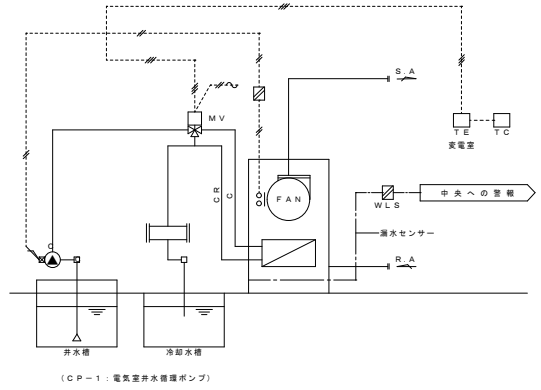 S.A
MV
TE
TC
変電室
CR
C
FAN
中央への警報
WLS
漏水センサー
R.A
C
井水槽
冷却水槽
(CP-1:電気室井水循環ポンプ)